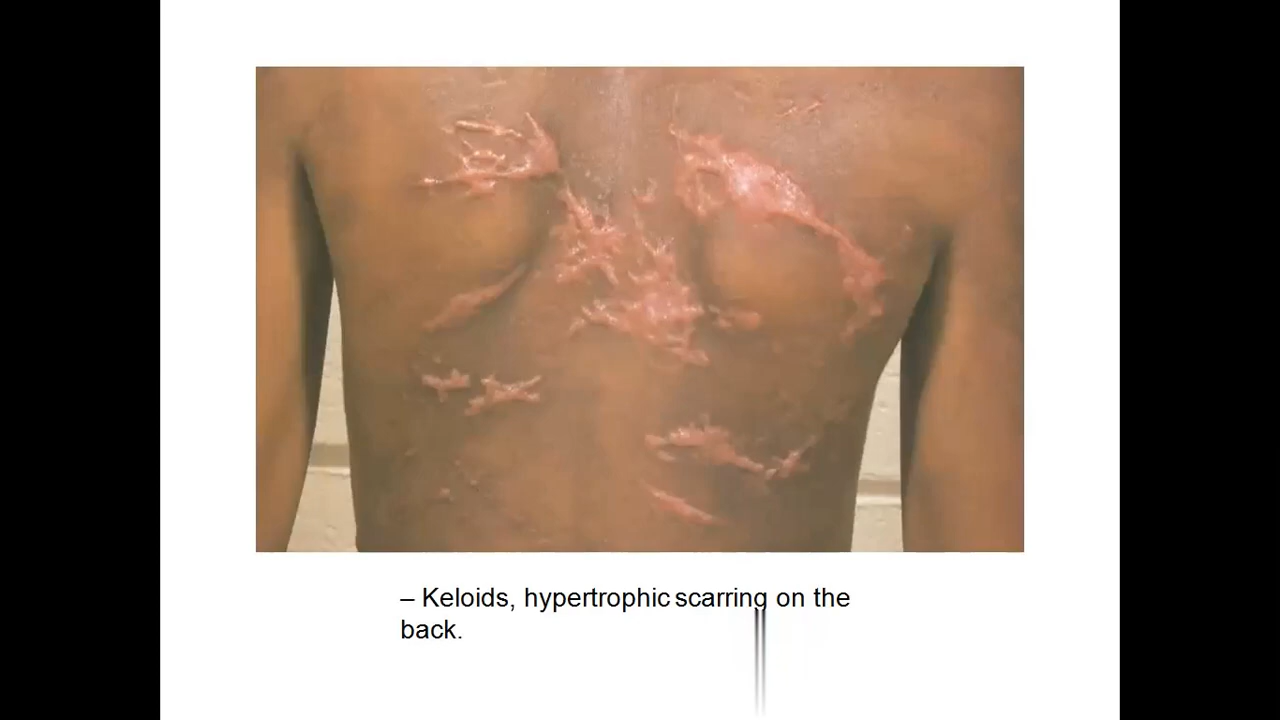 – Keloids, hypertrophic scarring on the
back.